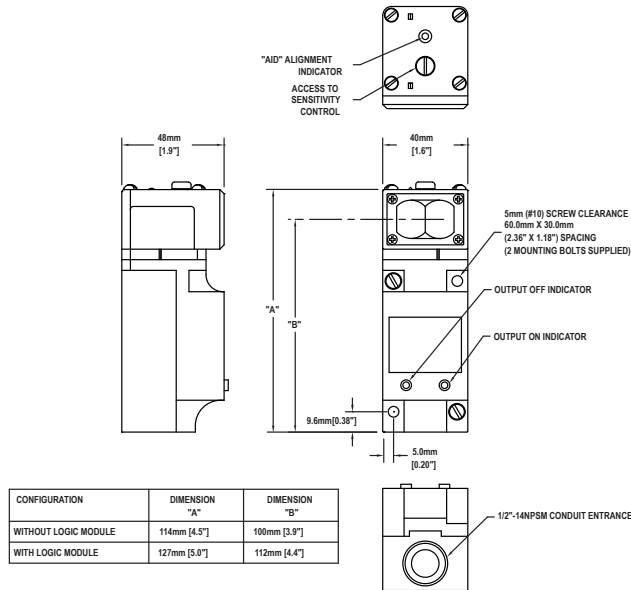 "AID" ALIGNMENT
INDICATOR
ACCESS TO
SENSITIVITY
CONTROL
48mm
[1.9"]
40mm
[1.6"]
5mm (#10) SCREW CLEARANCE
60.0mm X 30.0mm
(2.36" X 1.18") SPACING
(2 MOUNTING BOLTS SUPPLIED)
OUTPUT OFF INDICATOR
"A"
"B"
OUTPUT ON INDICATOR
9.6mm[0.38"]
5.0mm
[0.20"]
CONFIGURATION DIMENSION "A" DIMENSION "B"
WITHOUT LOGIC MODULE 114mm [4.5"] 100mm [3.9"]
WITH LOGIC MODULE 127mm [5.0"] 112mm [4.4"]
1/2"-14NPSM CONDUIT ENTRANCE